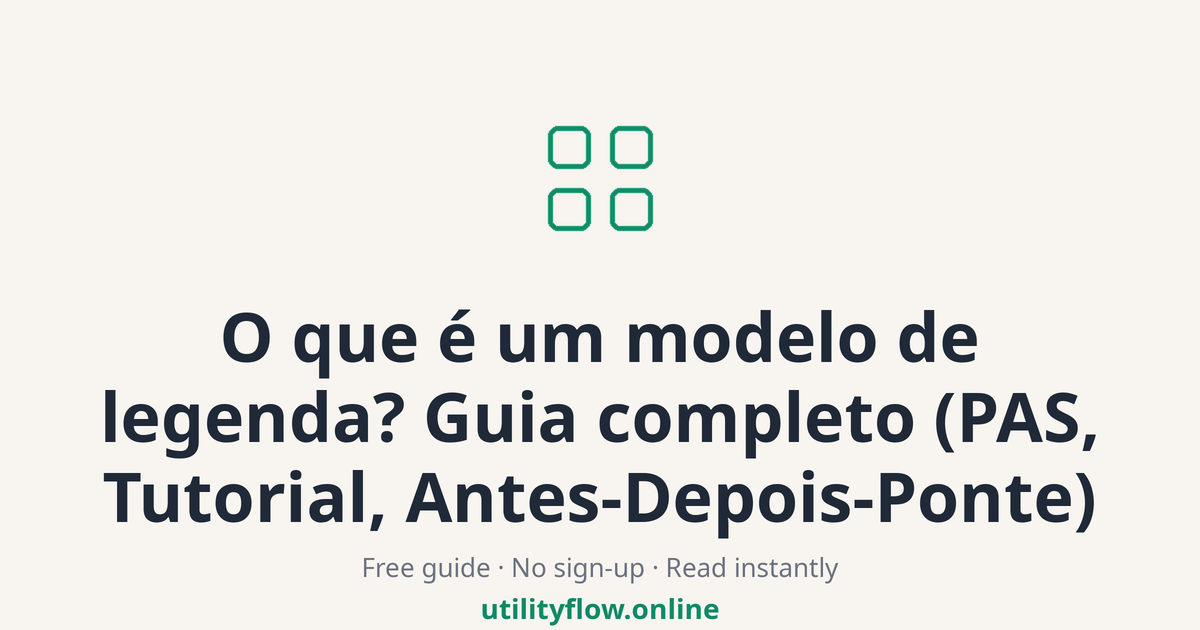 O que é um modelo de
legenda? Guia completo (PAS,
Tutorial, Antes-Depois-Ponte)
Free guide · No sign-up · Read instantly
utilityflow.online